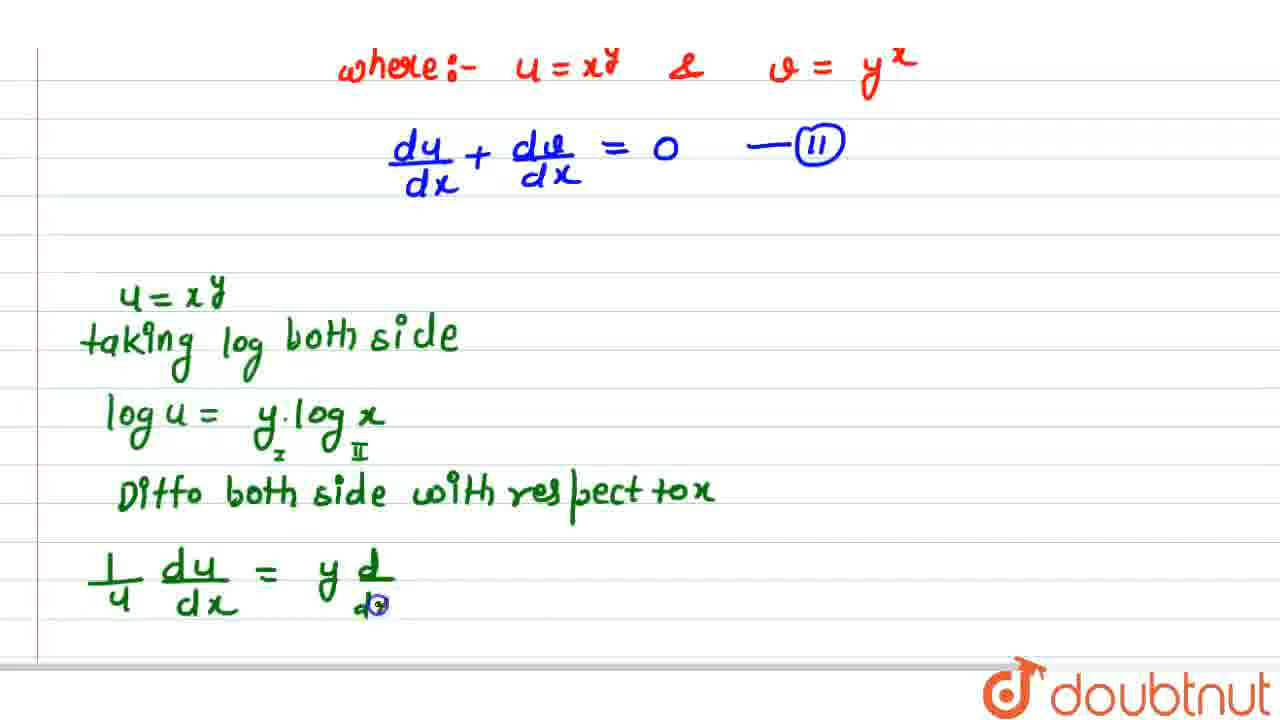 where:- u = x^y & v = y^x
du/dx + dv/dx = 0 — (II)
u = x^y
taking log both side
log u = y . log x
I II
Diffo both side with respect to x
1/u du/dx = y d/dx
doubtnut